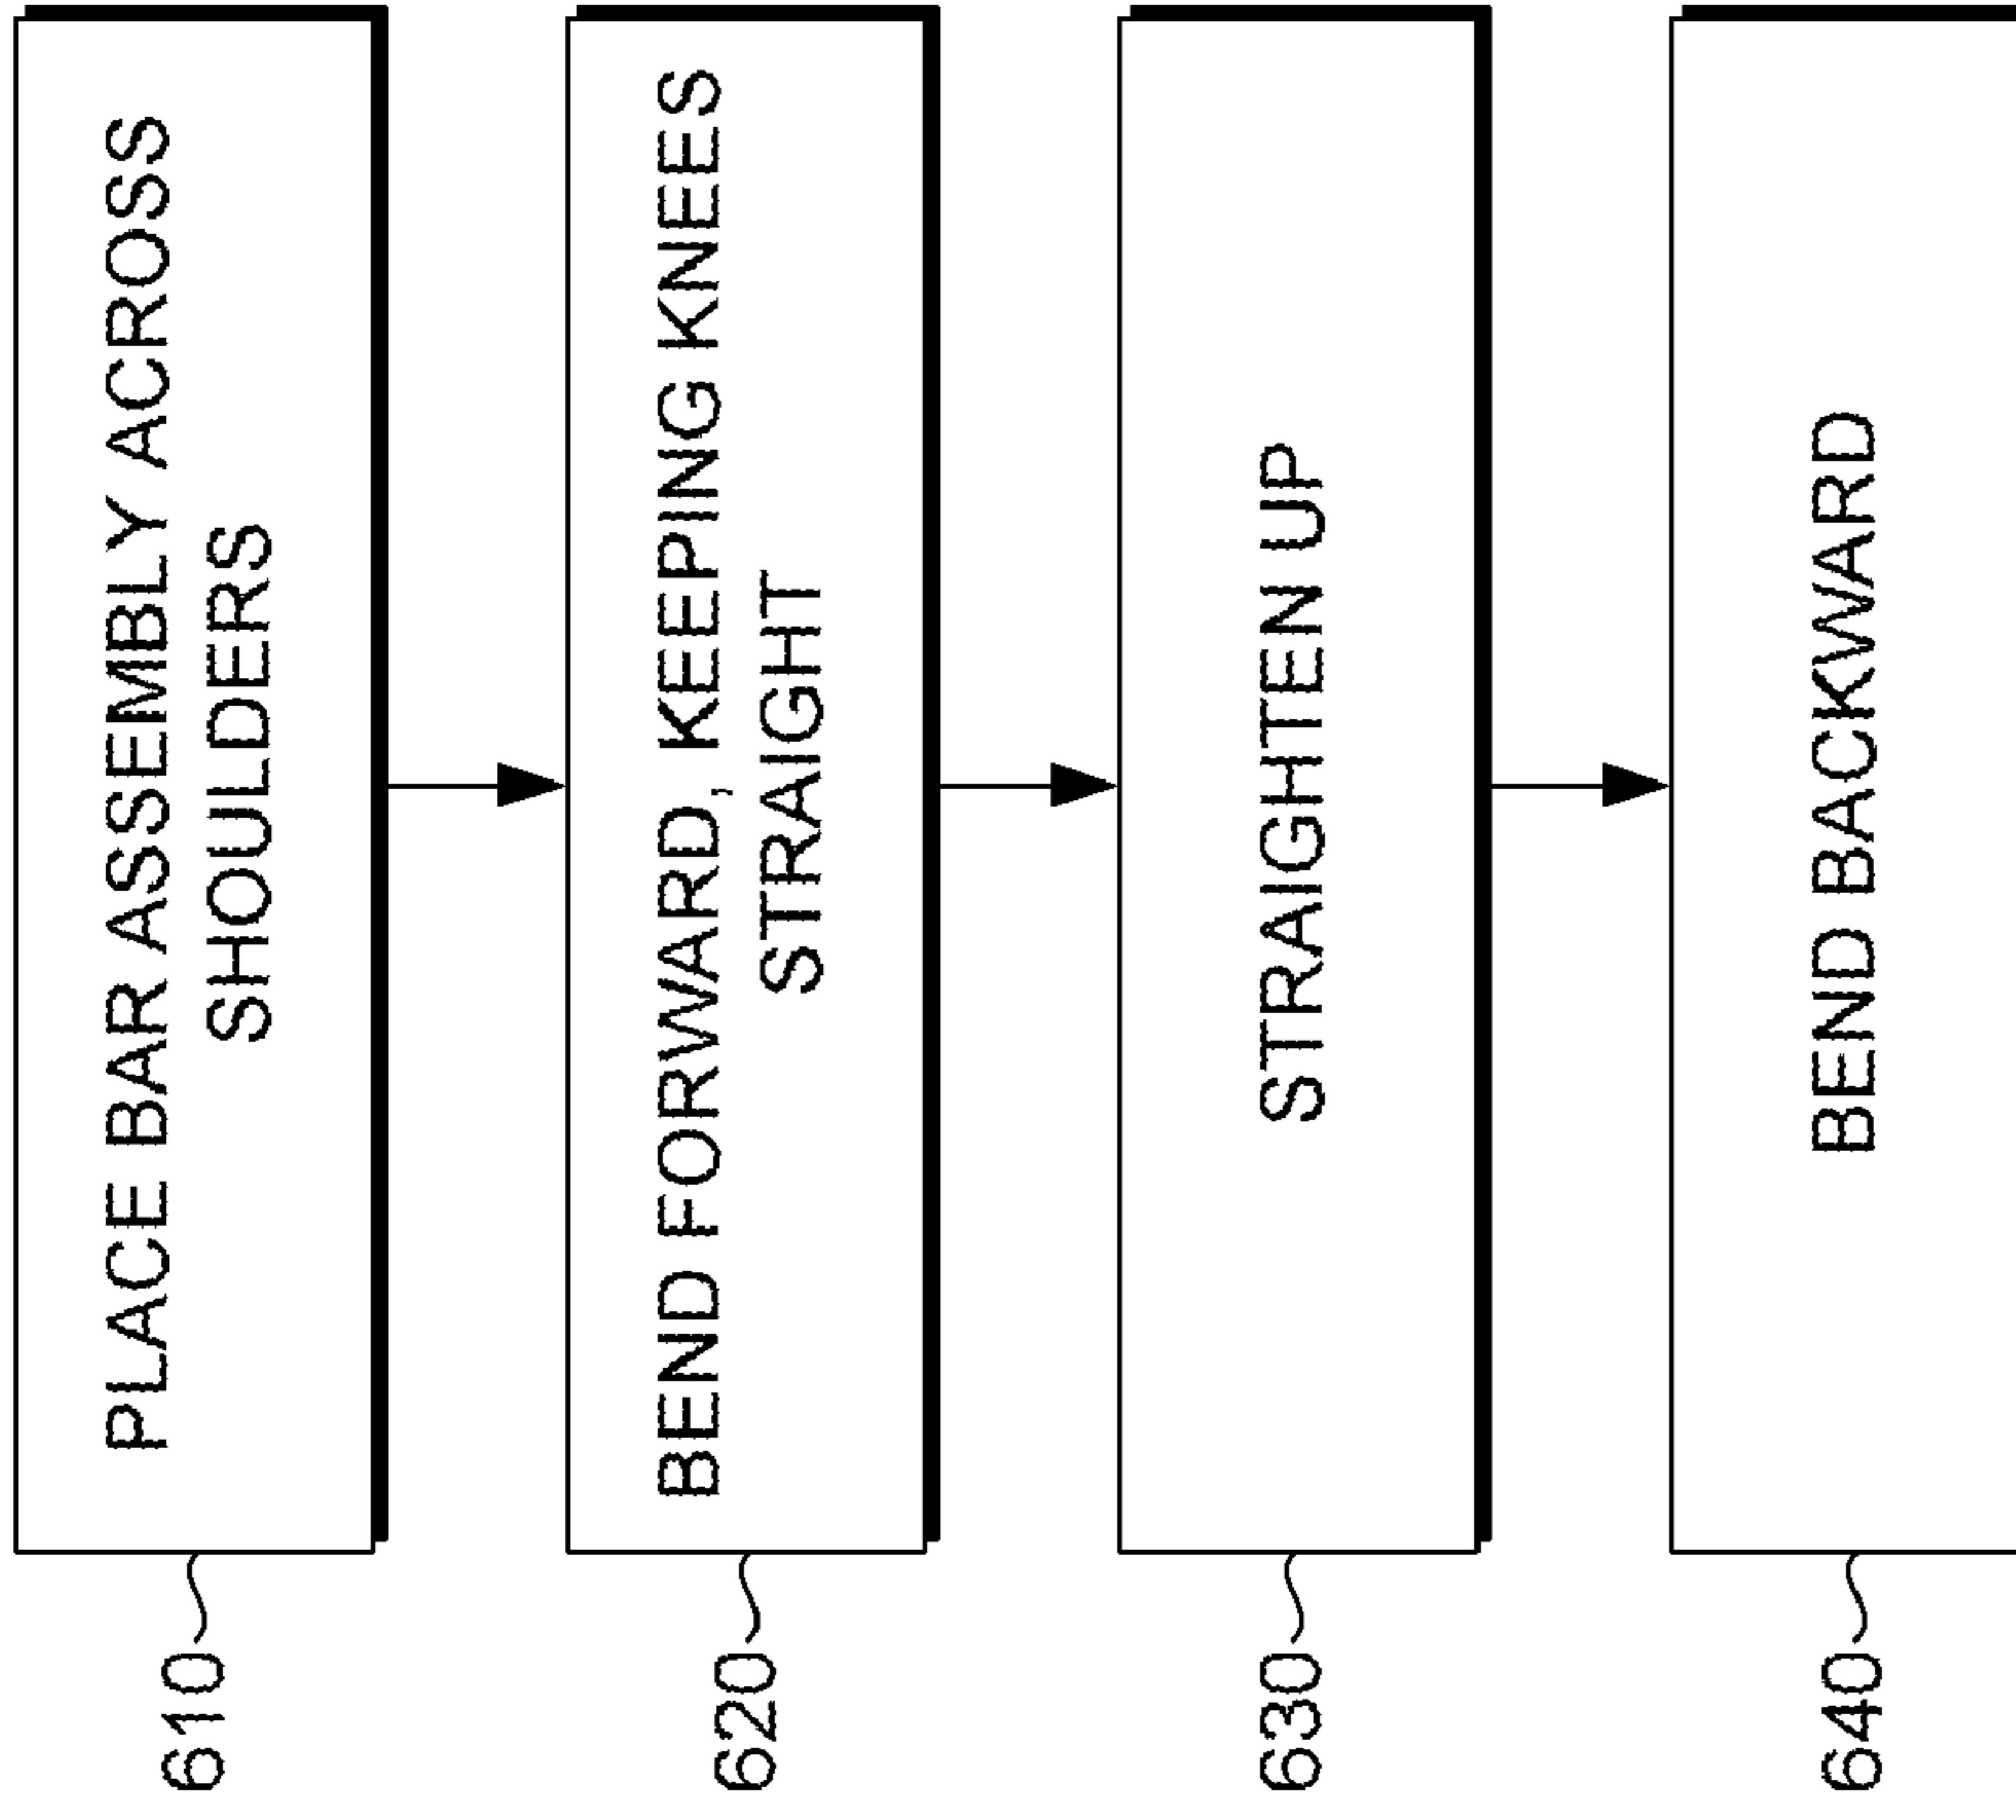 610
PLACE BAR ASSEMBLY ACROSS
SHOULDERS
620
BEND FORWARD, KEEPING KNEES
STRAIGHT
630
STRAIGHTEN UP
640
BEND BACKWARD